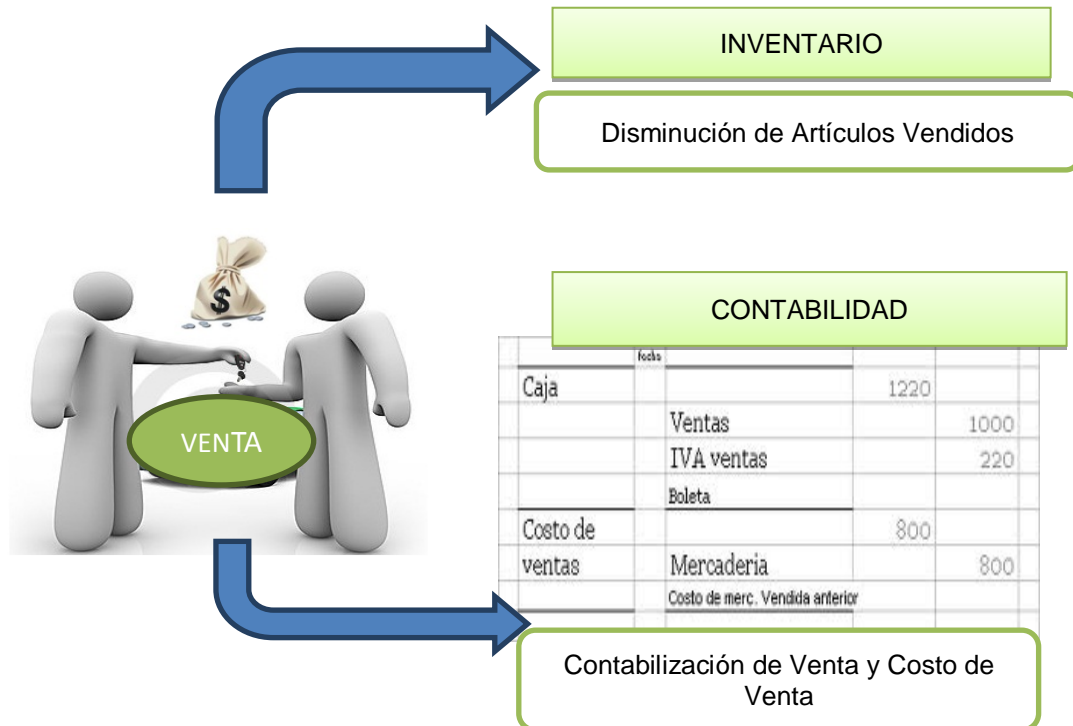 INVENTARIO
Disminución de Artículos Vendidos
$
VENTA
CONTABILIDAD
fecha
Caja 1220
Ventas 1000
IVA ventas 220
Boleta
Costo de 800
ventas Mercaderia 800
Costo de merc. Vendida anterior
Contabilización de Venta y Costo de
Venta